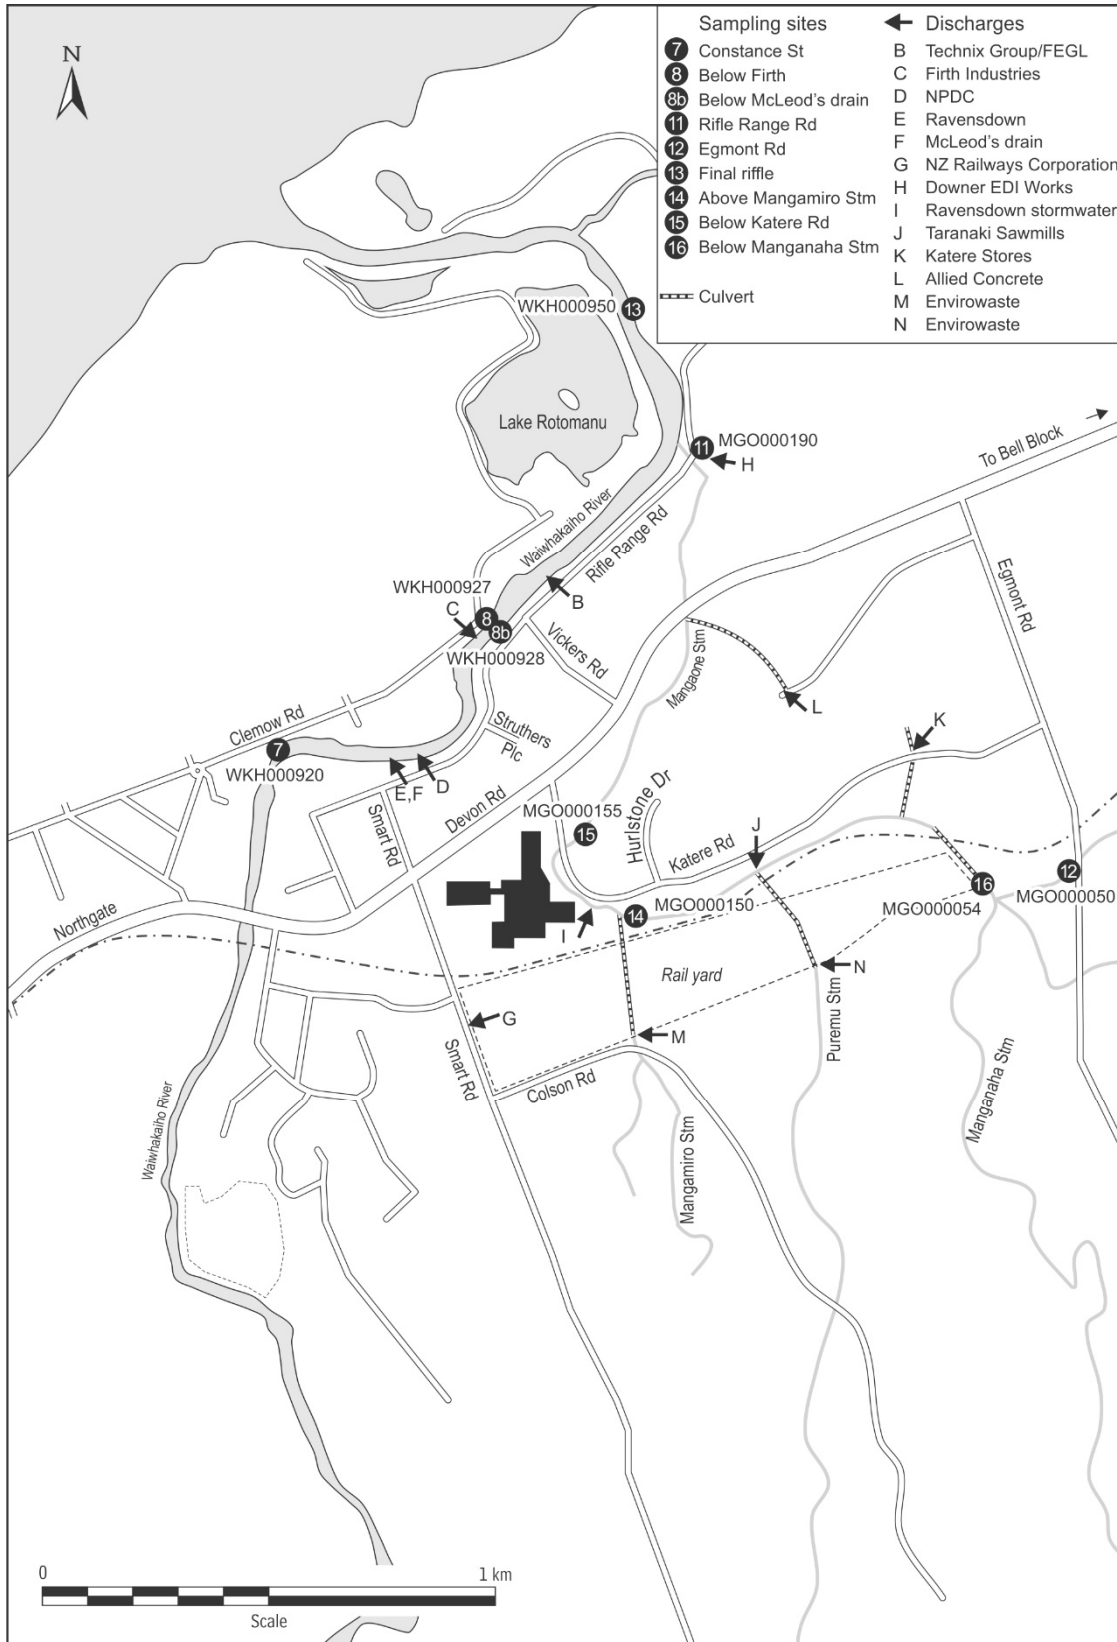 N
Sampling sites
7 Constance St
8 Below Firth
8b Below McLeod's drain
11 Rifle Range Rd
12 Egmont Rd
13 Final riffle
14 Above Mangamiro Stm
15 Below Katere Rd
16 Below Manganaha Stm
Culvert
Discharges
B Technix Group/FEGL
C Firth Industries
D NPDC
E Ravensdown
F McLeod's drain
G NZ Railways Corporation
H Downer EDI Works
I Ravensdown stormwater
J Taranaki Sawmills
K Katere Stores
L Allied Concrete
M Envirowaste
N Envirowaste
WKH000950 13
Lake Rotomanu
11 MGO000190
H
To Bell Block
Waiwhakaiho River
Rifle Range Rd
Egmont Rd
WKH000927
B
C
8
8b
WKH000928
Vickers Rd
Mangaone Stm
L
K
Clemow Rd
Struthers
Plc
7
WKH000920
E,F
D
Smart Rd
Devon Rd
MGO000155
15
Hurlstone Dr
Katere Rd
J
12
MGO000050
16
MGO000054
MGO000150
14
I
Northgate
Rail yard
N
G
M
Smart Rd
Colson Rd
Puremu Stm
Manganaha Stm
Mangamiro Stm
Waiwhakaiho River
0 1 km
Scale